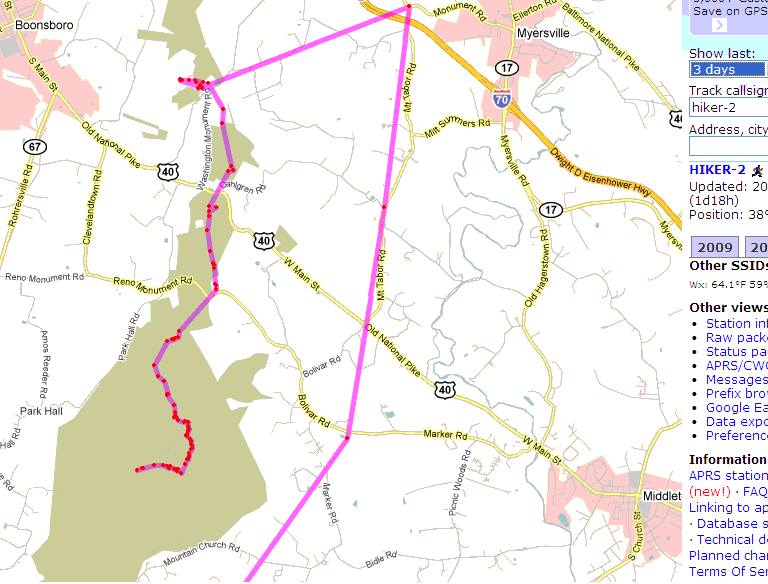 Boonsboro
S Main St
Old National Pike
67
40
Rohrersville Rd
Clevelandtown Rd
Washington Monument Rd
Dahlgren Rd
Monument Rd
Ellerton Rd
Baltimore National Pike
Myersville
17
70
Mt Tabor Rd
Milt Summers Rd
Myersville Rd
Dwight D Eisenhower Hwy
17
40
W Main St
Old Hagerstown Rd
Mt Tabor Rd
Reno Monument Rd
Reno Monument Rd
Park Hall Rd
Amos Reeder Rd
Park Hall
Bolivar Rd
Bolivar Rd
Old National Pike
40
Marker Rd
W Main St
Marker Rd
Picnic Woods Rd
S Church St
Mountain Church Rd
Bidle Rd
Save on GPS
Show last:
3 days
Track callsig
hiker-2
Address, city
HIKER-2
Updated: 20
(1d18h)
Position: 38°
2009
20
Other SSIDs
Wx: 64.1°F 59%
Other views
• Station inf
• Raw pack
• Status pa
• APRS/CWO
• Messages
• Prefix brow
• Google Ea
• Data expo
• Preference
Information
APRS station
(new!) · FAQ
Linking to ap
· Database s
· Technical de
Planned char
Terms Of Ser